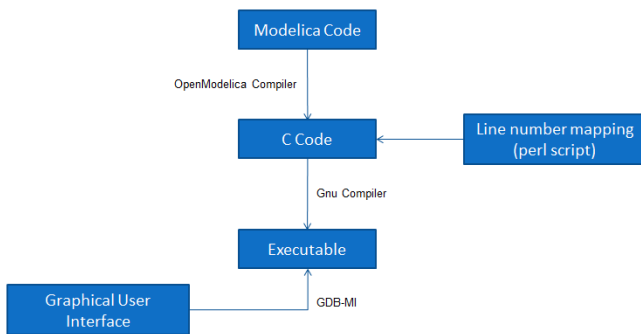 Modelica Code
OpenModelica Compiler
C Code
Line number mapping
(perl script)
Gnu Compiler
Executable
Graphical User
Interface
GDB-MI